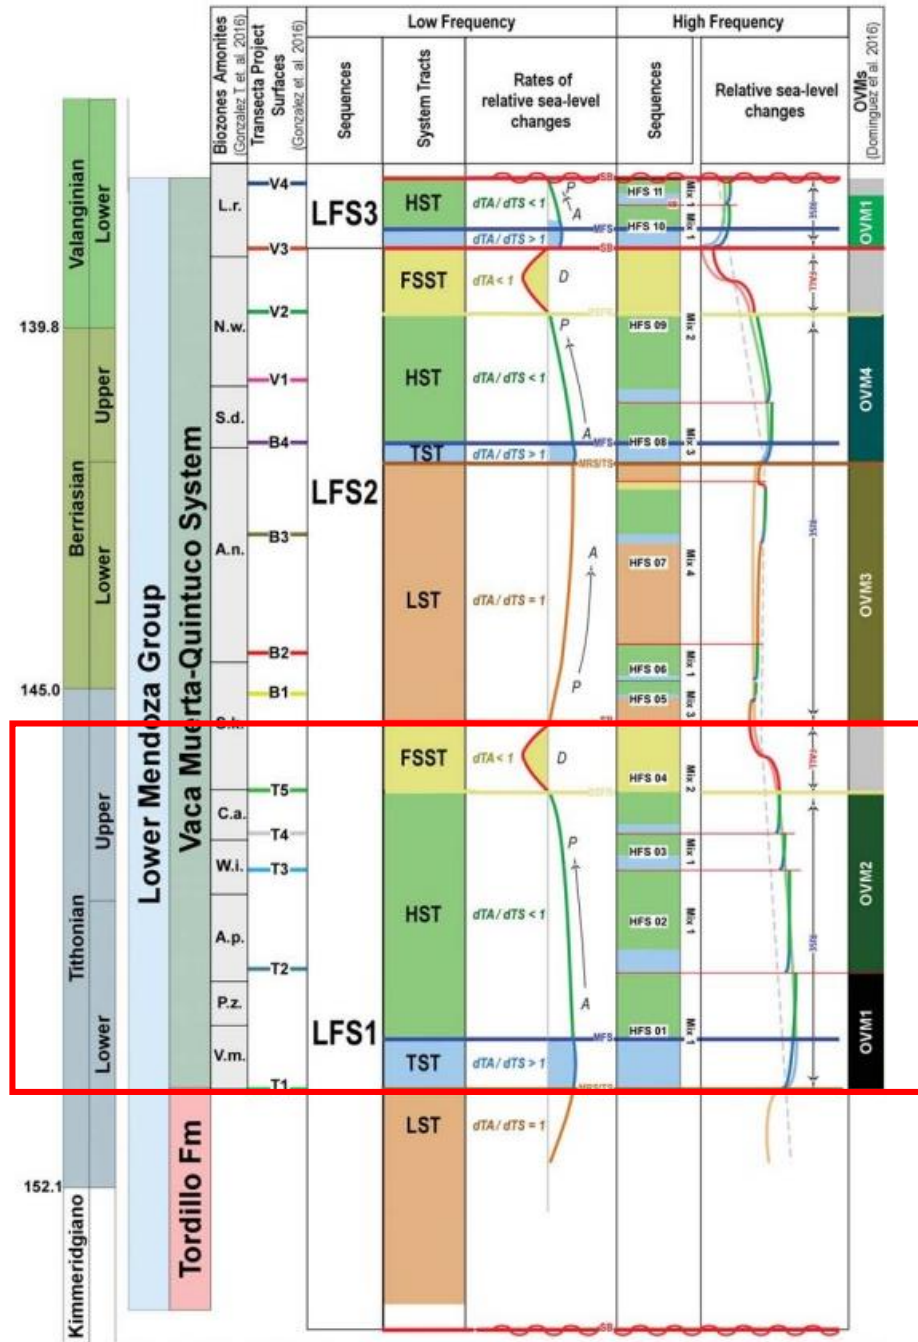 Low Frequency
High Frequency
Biozones Amonites
(Gonzalez T et. al. 2016)
Transecta Project
Surfaces
(Gonzalez et. al. 2016)
Sequences
System Tracts
Rates of
relative sea-level
changes
Sequences
Relative sea-level
changes
OVMs
(Dominguez et al. 2016)
Valanginian
Lower
139.8
Berriasian
Upper
Lower
145.0
Tithonian
Upper
Lower
152.1
Kimmeridgiano
Lower Mendoza Group
Vaca Muerta-Quintuco System
Tordillo Fm
L.r.
N.w.
S.d.
A.n.
C.a.
W.i.
A.p.
P.z.
V.m.
V4
V3
V2
V1
B4
B3
B2
B1
T5
T4
T3
T2
T1
LFS3
LFS2
LFS1
HST
FSST
HST
TST
LST
FSST
HST
TST
LST
dTA / dTS < 1
dTA / dTS > 1
dTA < 1
dTA / dTS < 1
dTA / dTS > 1
dTA / dTS = 1
dTA < 1
dTA / dTS < 1
dTA / dTS > 1
dTA / dTS = 1
P
A
D
P
A
A
P
D
P
A
SB
MFS
SB
MFS
MRS/TS
MFS
MRS/TS
SB
HFS 11
SB
HFS 10
HFS 09
HFS 08
HFS 07
HFS 06
HFS 05
HFS 04
HFS 03
HFS 02
HFS 01
Mix 1
Mix 1
Mix 2
Mix 3
Mix 4
Mix 1
Mix 3
Mix 2
Mix 1
Mix 1
Mix 1
RISE
FALL
RISE
FALL
RISE
OVM1
OVM4
OVM3
OVM2
OVM1